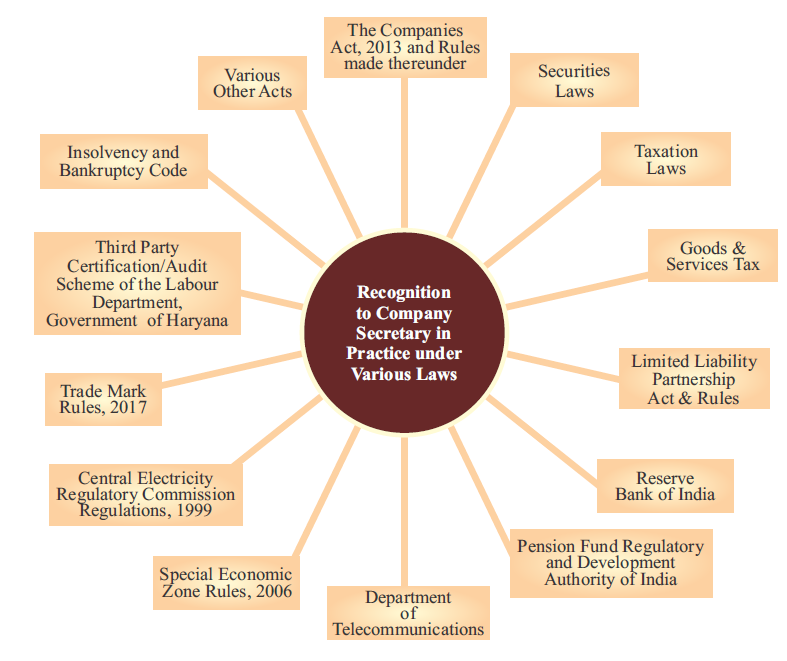 The Companies
Act, 2013 and Rules
made thereunder
Securities
Laws
Taxation
Laws
Goods &
Services Tax
Limited Liability
Partnership
Act & Rules
Reserve
Bank of India
Pension Fund Regulatory
and Development
Authority of India
Department
of
Telecommunications
Special Economic
Zone Rules, 2006
Central Electricity
Regulatory Commission
Regulations, 1999
Trade Mark
Rules, 2017
Third Party
Certification/Audit
Scheme of the Labour
Department,
Government of Haryana
Insolvency and
Bankruptcy Code
Various
Other Acts
Recognition
to Company
Secretary in
Practice under
Various Laws